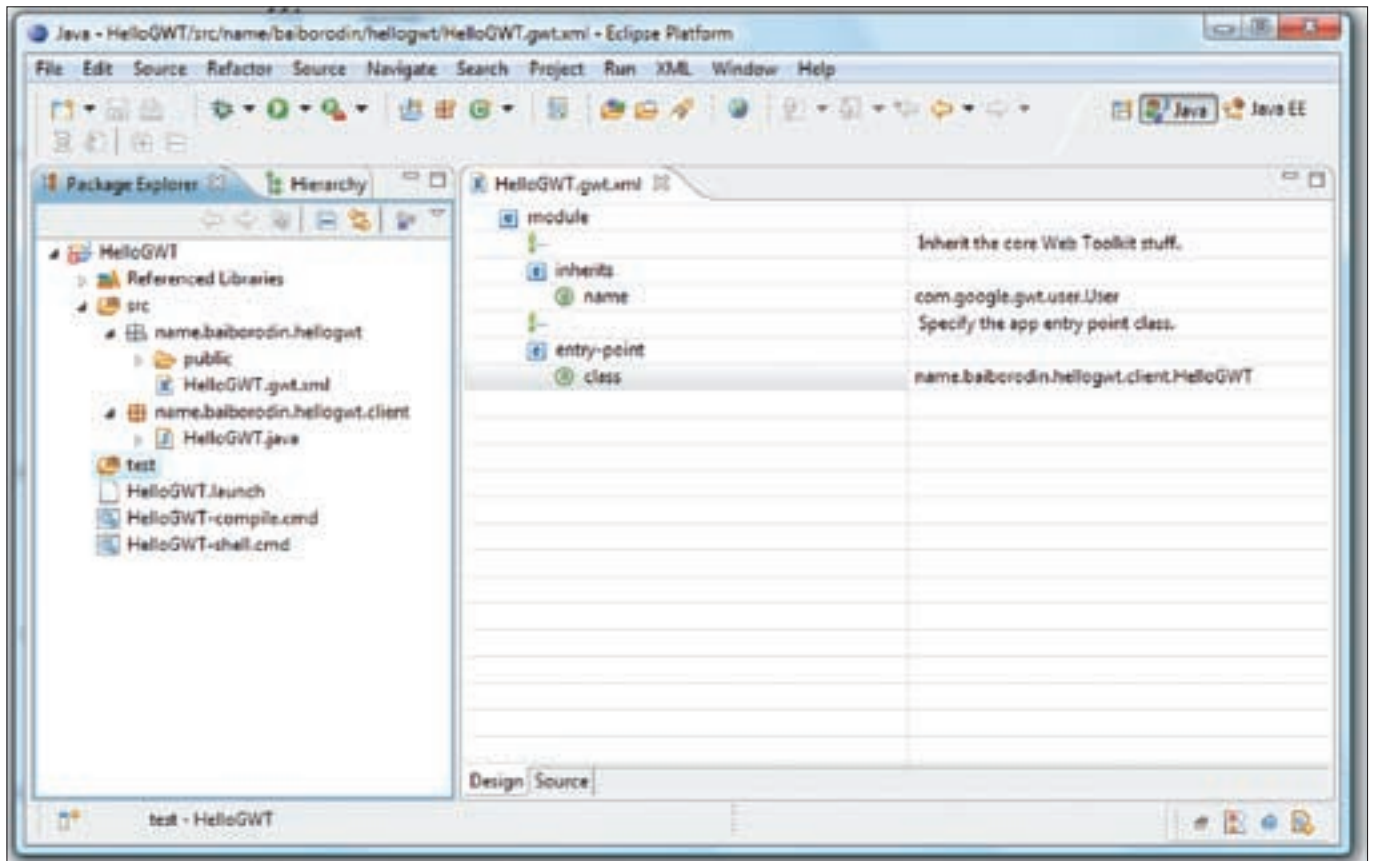 Java - HelloGWT/src/name/baiborodin/hellogwt/HelloGWT.gwt.xml - Eclipse Platform
File Edit Source Refactor Source Navigate Search Project Run XML Window Help
Java Java EE
Package Explorer Hierarchy
HelloGWT
Referenced Libraries
src
name.baiborodin.hellogwt
public
HelloGWT.gwt.xml
name.baiborodin.hellogwt.client
HelloGWT.java
test
HelloGWT.launch
HelloGWT-compile.cmd
HelloGWT-shell.cmd
HelloGWT.gwt.xml
module
Inherit the core Web Toolkit stuff.
inherits
name com.google.gwt.user.User
Specify the app entry point class.
entry-point
class name.baiborodin.hellogwt.client.HelloGWT
Design Source
test - HelloGWT